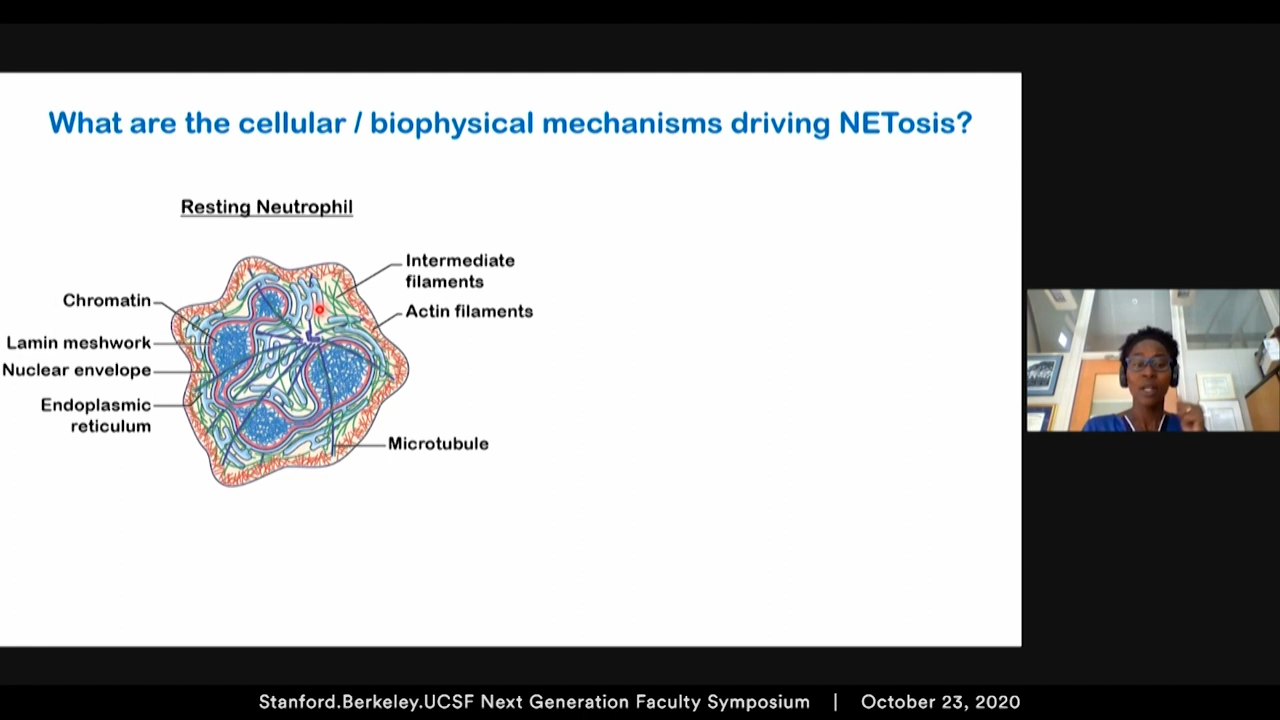 What are the cellular / biophysical mechanisms driving NETosis?
Resting Neutrophil
Intermediate
filaments
Chromatin
Actin filaments
Lamin meshwork
Nuclear envelope
Endoplasmic
reticulum
Microtubule
Stanford.Berkeley.UCSF Next Generation Faculty Symposium | October 23, 2020